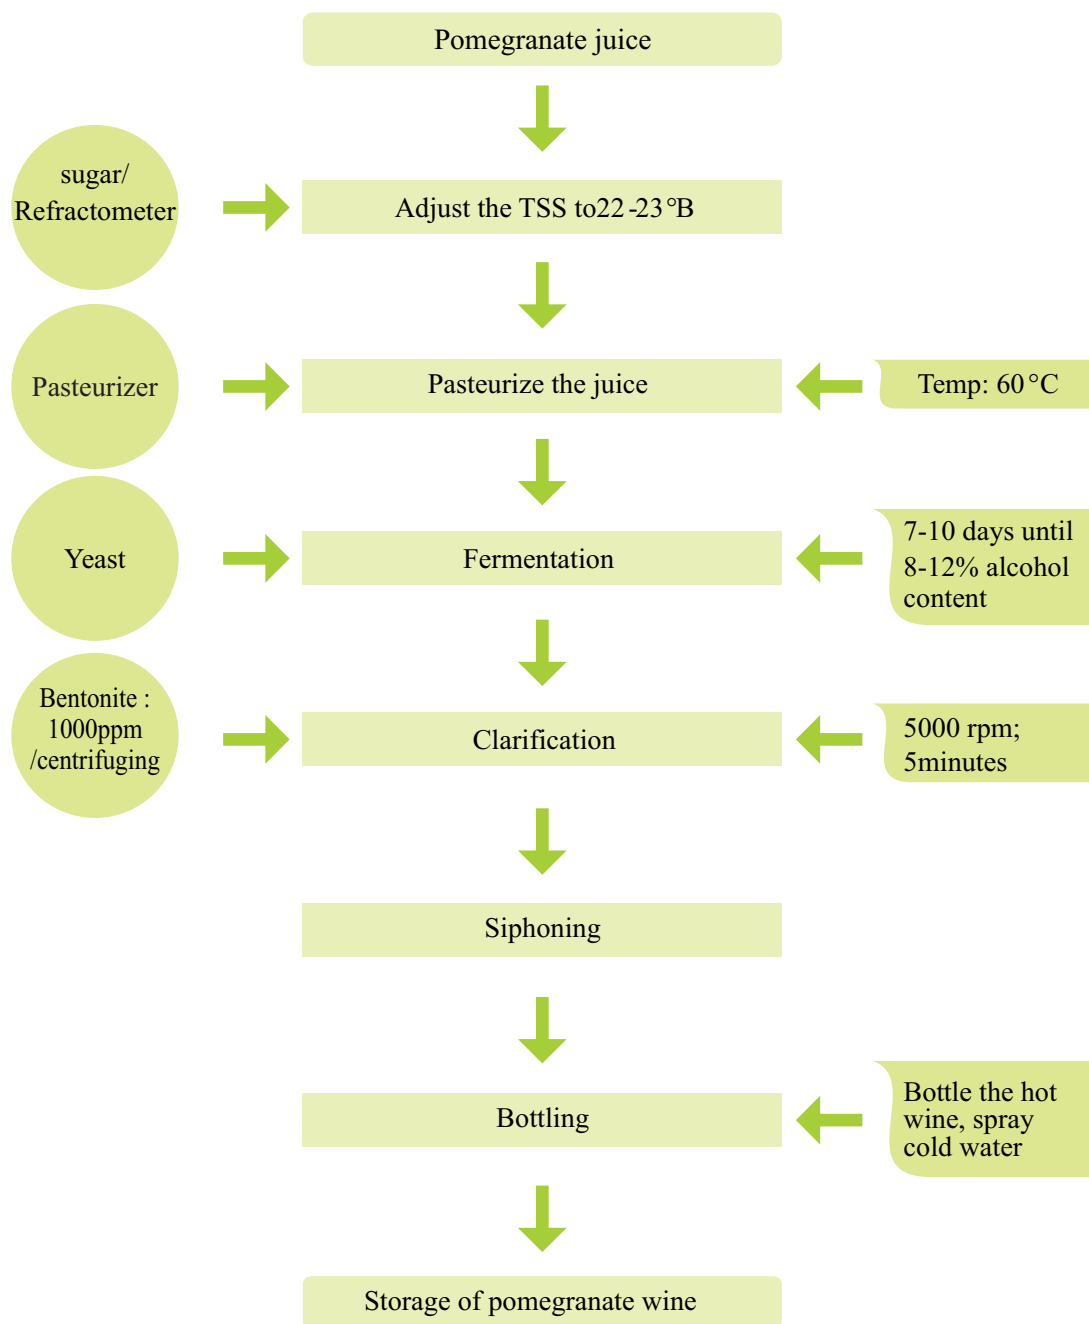 Pomegranate juice
sugar/
Refractometer
Adjust the TSS to22-23°B
Pasteurizer
Pasteurize the juice
Temp: 60°C
Yeast
Fermentation
7-10 days until
8-12% alcohol
content
Bentonite :
1000ppm
/centrifuging
Clarification
5000 rpm;
5minutes
Siphoning
Bottling
Bottle the hot
wine, spray
cold water
Storage of pomegranate wine